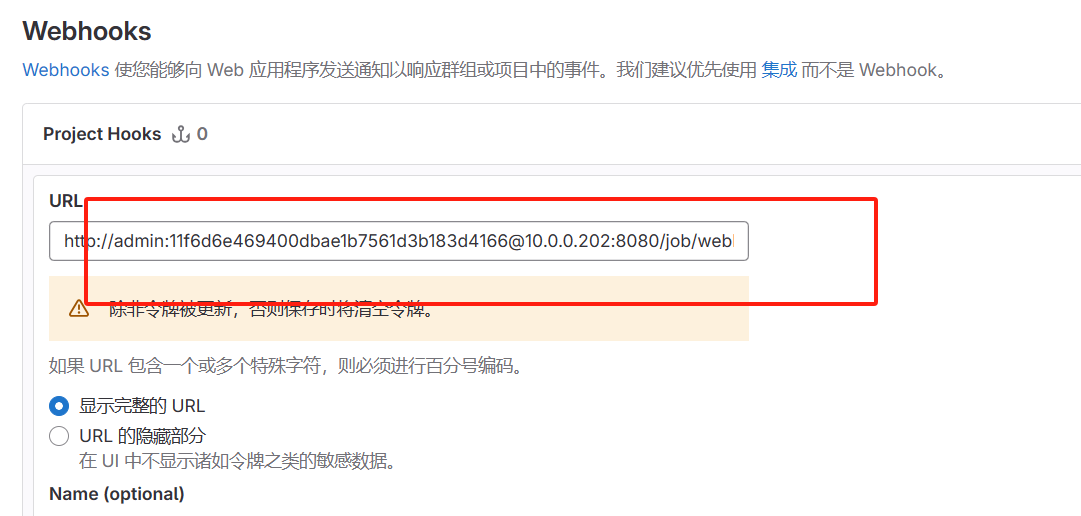 Webhooks
Webhooks 使您能够向 Web 应用程序发送通知以响应群组或项目中的事件。我们建议优先使用 集成 而不是 Webhook。
Project Hooks 0
URL
http://admin:11f6d6e469400dbae1b7561d3b183d4166@10.0.0.202:8080/job/web
除非令牌被更新，否则保存时将清空令牌。
如果 URL 包含一个或多个特殊字符，则必须进行百分号编码。
显示完整的 URL
URL 的隐藏部分
在 UI 中不显示诸如令牌之类的敏感数据。
Name (optional)